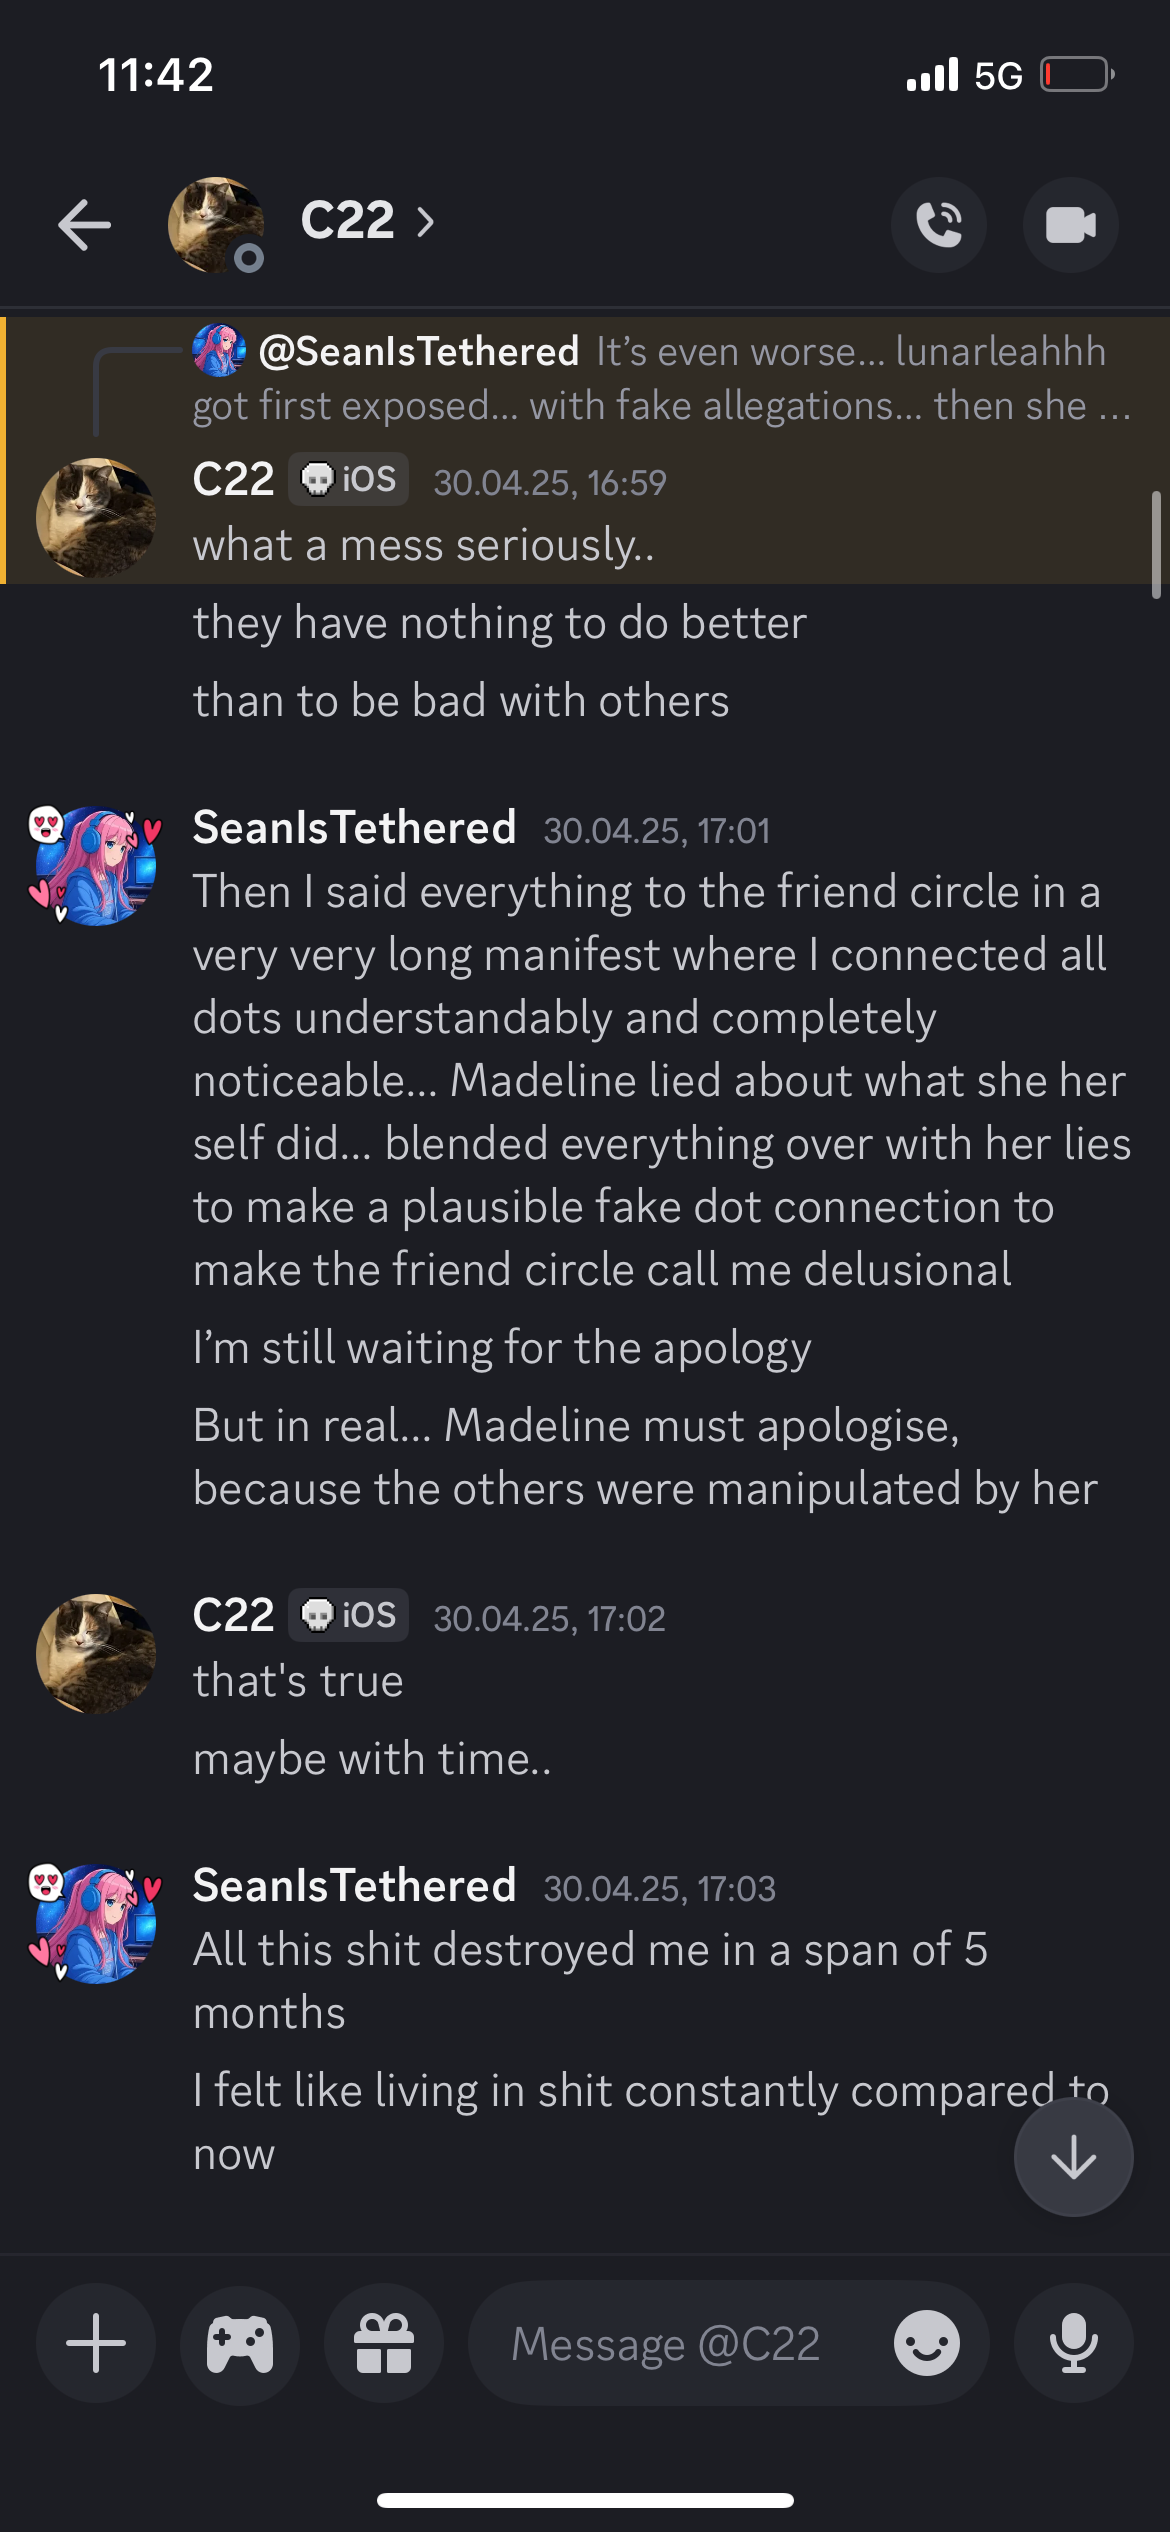 11:42
5G
C22
@SeanIsTethered It’s even worse... lunarleahhh
got first exposed... with fake allegations... then she ...
C22 iOS 30.04.25, 16:59
what a mess seriously..
they have nothing to do better
than to be bad with others
SeanIsTethered 30.04.25, 17:01
Then I said everything to the friend circle in a
very very long manifest where I connected all
dots understandably and completely
noticeable... Madeline lied about what she her
self did... blended everything over with her lies
to make a plausible fake dot connection to
make the friend circle call me delusional
I’m still waiting for the apology
But in real... Madeline must apologise,
because the others were manipulated by her
C22 iOS 30.04.25, 17:02
that's true
maybe with time..
SeanIsTethered 30.04.25, 17:03
All this shit destroyed me in a span of 5
months
I felt like living in shit constantly compared to
now
Message @C22